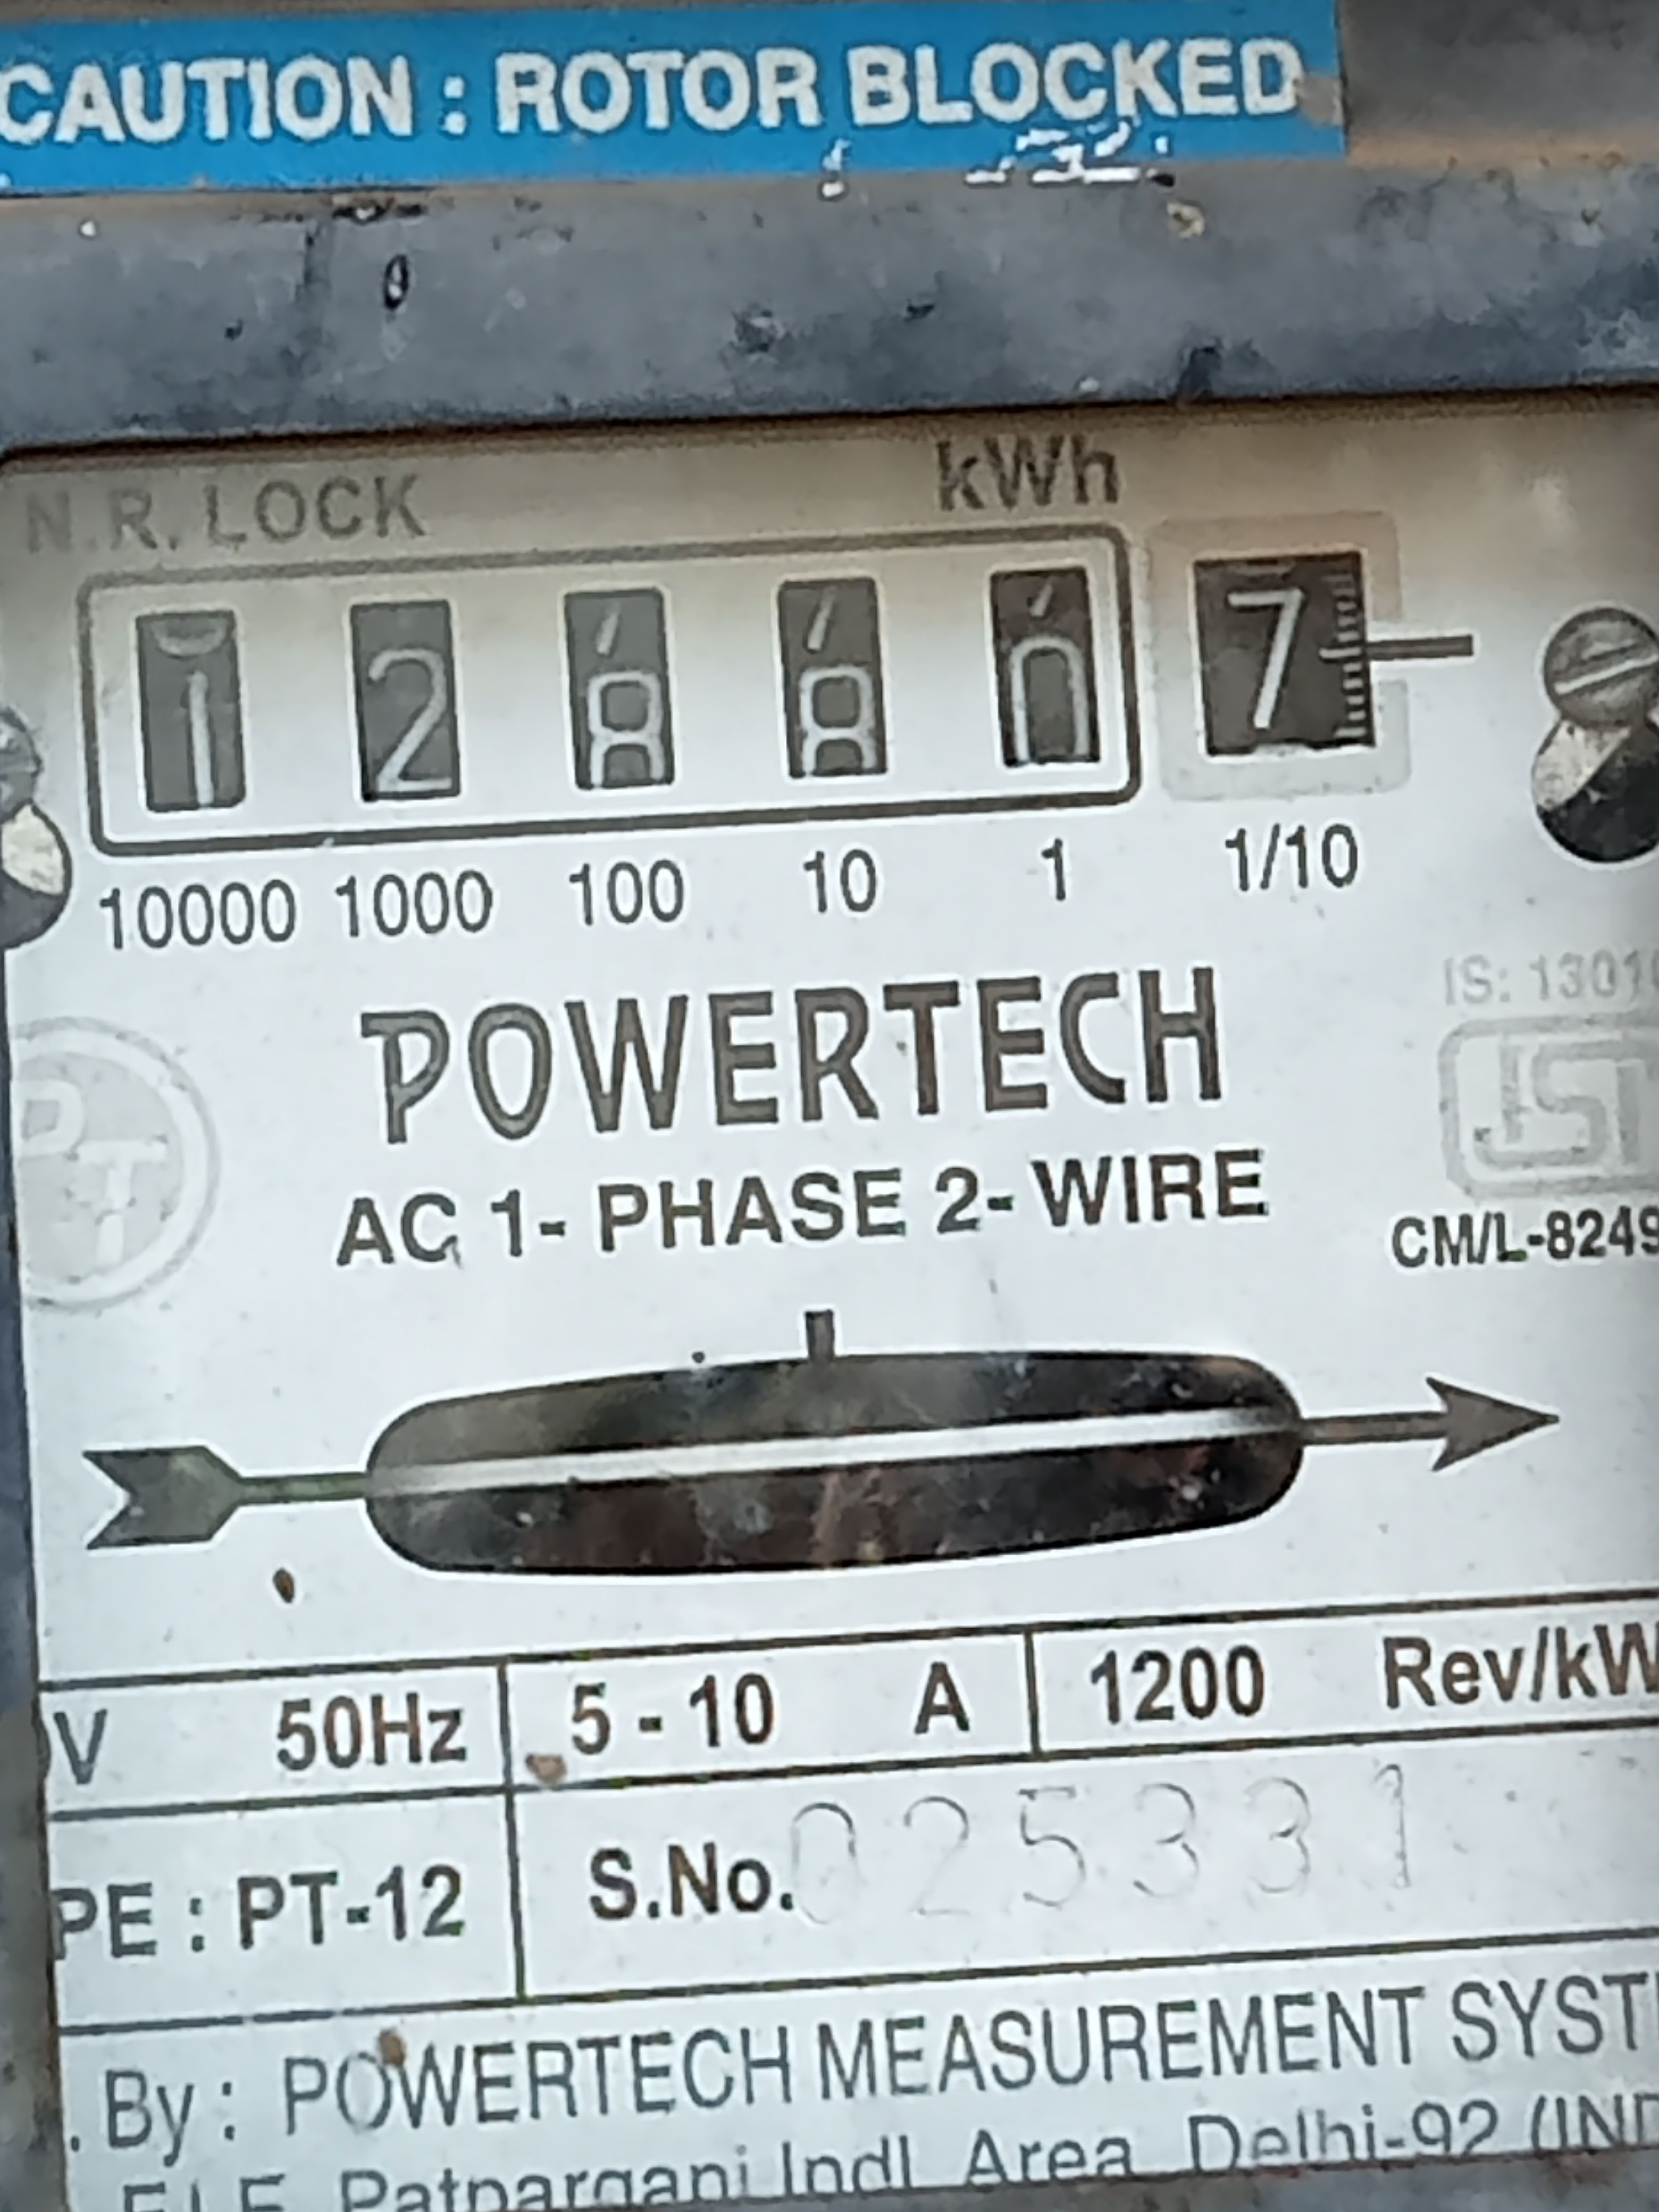 CAUTION : ROTOR BLOCKED
N.R. LOCK kWh
1 2 8 8 0 7
10000 1000 100 10 1 1/10
POWERTECH
IS: 1301
PT
AC 1- PHASE 2- WIRE
CM/L-8249
V 50Hz 5 - 10 A 1200 Rev/kW
PE : PT-12 S.No. 025331
. By : POWERTECH MEASUREMENT SYST
Patparganj Indl. Area, Delhi-92 (IND